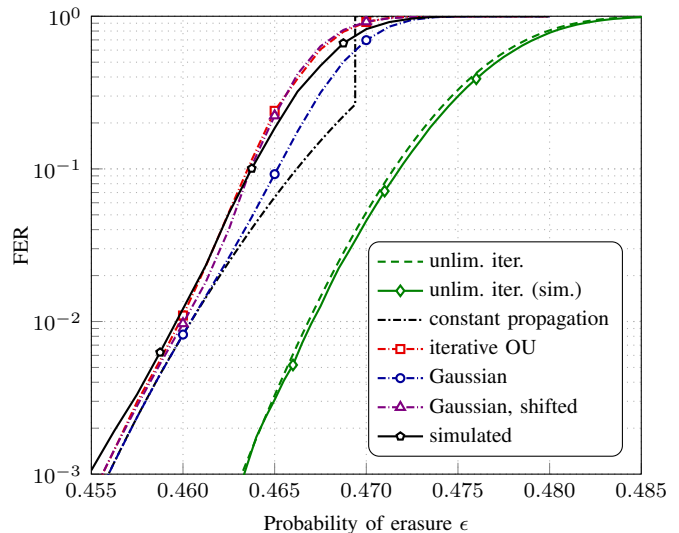 10^0
10^−1
10^−2
10^−3
FER
unlim. iter.
unlim. iter. (sim.)
constant propagation
iterative OU
Gaussian
Gaussian, shifted
simulated
0.455 0.460 0.465 0.470 0.475 0.480 0.485
Probability of erasure ϵ